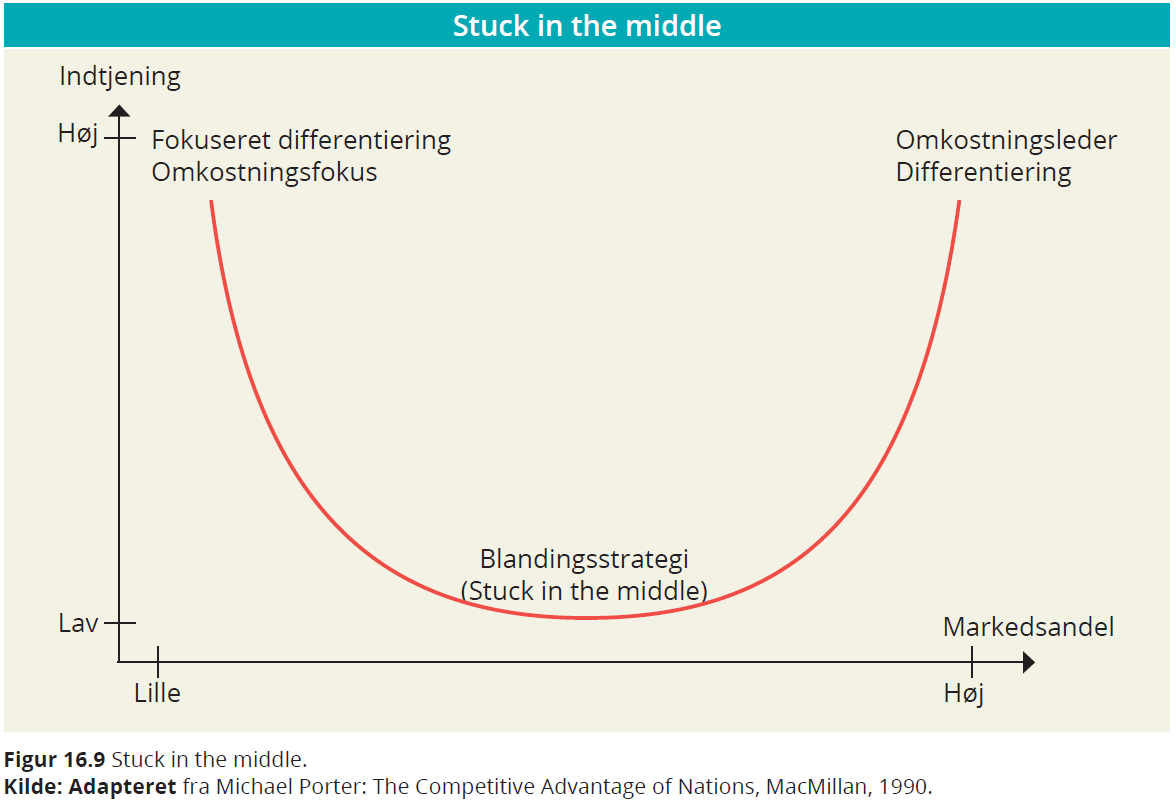 Stuck in the middle
Indtjening
Høj
Fokuseret differentiering
Omkostningsfokus
Omkostningsleder
Differentiering
Blandingsstrategi
(Stuck in the middle)
Lav
Markedsandel
Lille
Høj
Figur 16.9 Stuck in the middle.
Kilde: Adapteret fra Michael Porter: The Competitive Advantage of Nations, MacMillan, 1990.